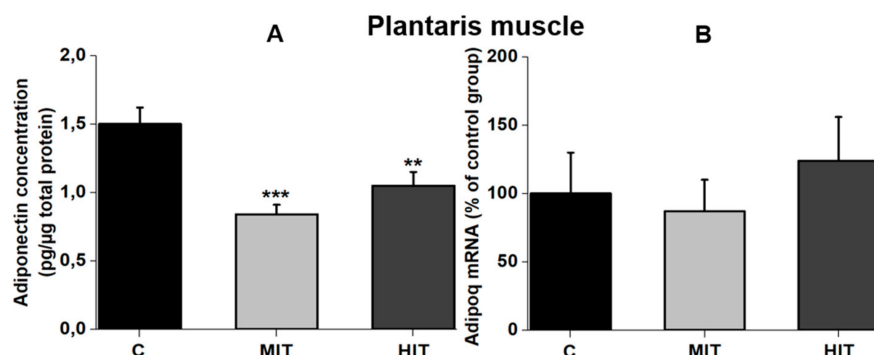 Plantaris muscle
A
Adiponectin concentration
(pg/µg total protein)
2,0
1,5
1,0
0,5
0,0
***
**
C
MIT
HIT
B
Adipoq mRNA (% of control group)
200
150
100
50
0
C
MIT
HIT